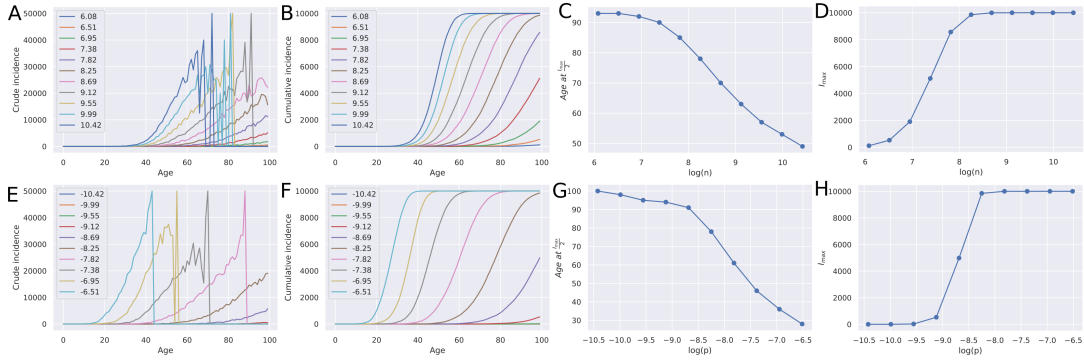 A
Crude incidence
50000
40000
30000
20000
10000
0
6.08
6.51
6.95
7.38
7.82
8.25
8.69
9.12
9.55
9.99
10.42
0 20 40 60 80 100
Age
B
Cumulative incidence
10000
8000
6000
4000
2000
0
6.08
6.51
6.95
7.38
7.82
8.25
8.69
9.12
9.55
9.99
10.42
0 20 40 60 80 100
Age
C
Age at Imax/2
90
80
70
60
50
6 7 8 9 10
log(n)
D
Imax
10000
8000
6000
4000
2000
0
6 7 8 9 10
log(n)
E
Crude incidence
50000
40000
30000
20000
10000
0
-10.42
-9.99
-9.55
-9.12
-8.69
-8.25
-7.82
-7.38
-6.95
-6.51
0 20 40 60 80 100
Age
F
Cumulative incidence
10000
8000
6000
4000
2000
0
-10.42
-9.99
-9.55
-9.12
-8.69
-8.25
-7.82
-7.38
-6.95
-6.51
0 20 40 60 80 100
Age
G
Age at Imax/2
100
90
80
70
60
50
40
30
−10.5 −10.0 −9.5 −9.0 −8.5 −8.0 −7.5 −7.0 −6.5
log(p)
H
Imax
10000
8000
6000
4000
2000
0
−10.5 −10.0 −9.5 −9.0 −8.5 −8.0 −7.5 −7.0 −6.5
log(p)